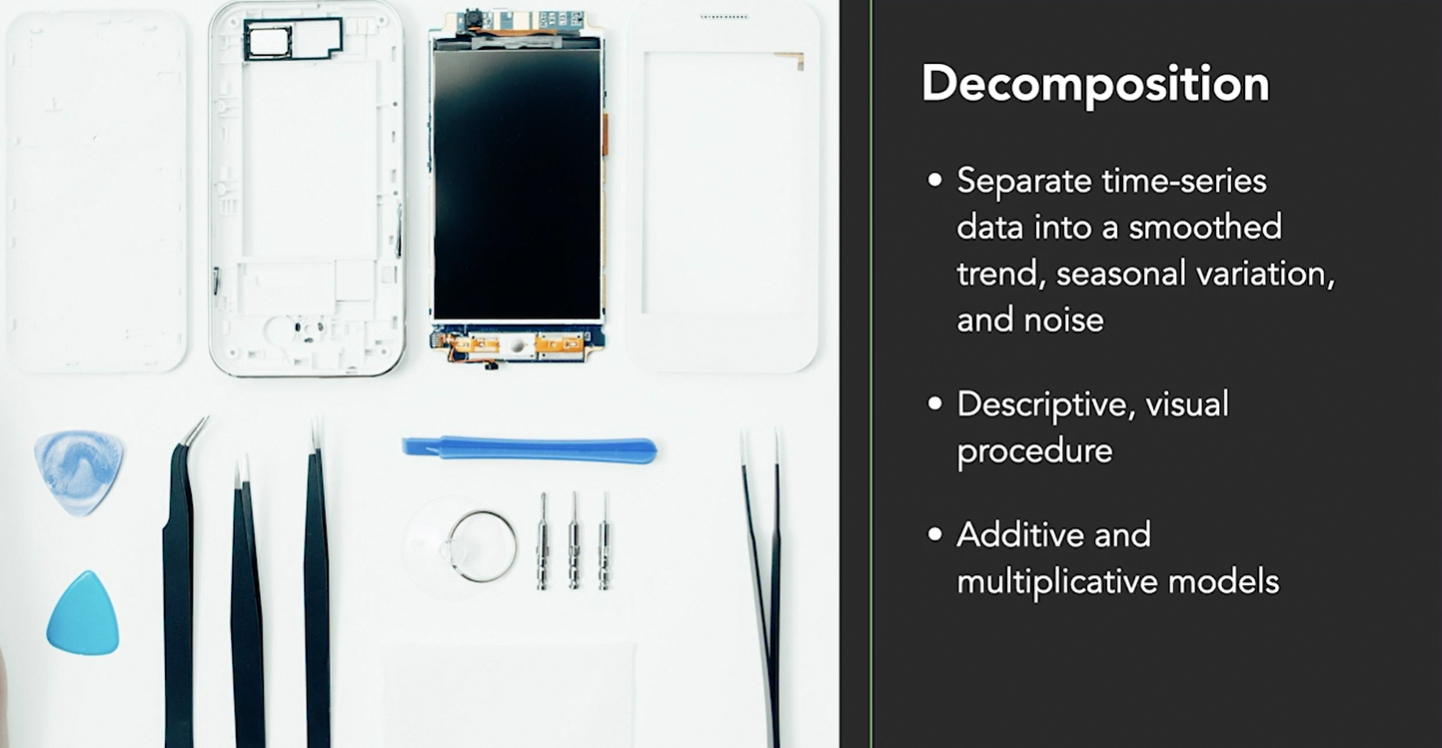 Decomposition
• Separate time-series
data into a smoothed
trend, seasonal variation,
and noise
• Descriptive, visual
procedure
• Additive and
multiplicative models